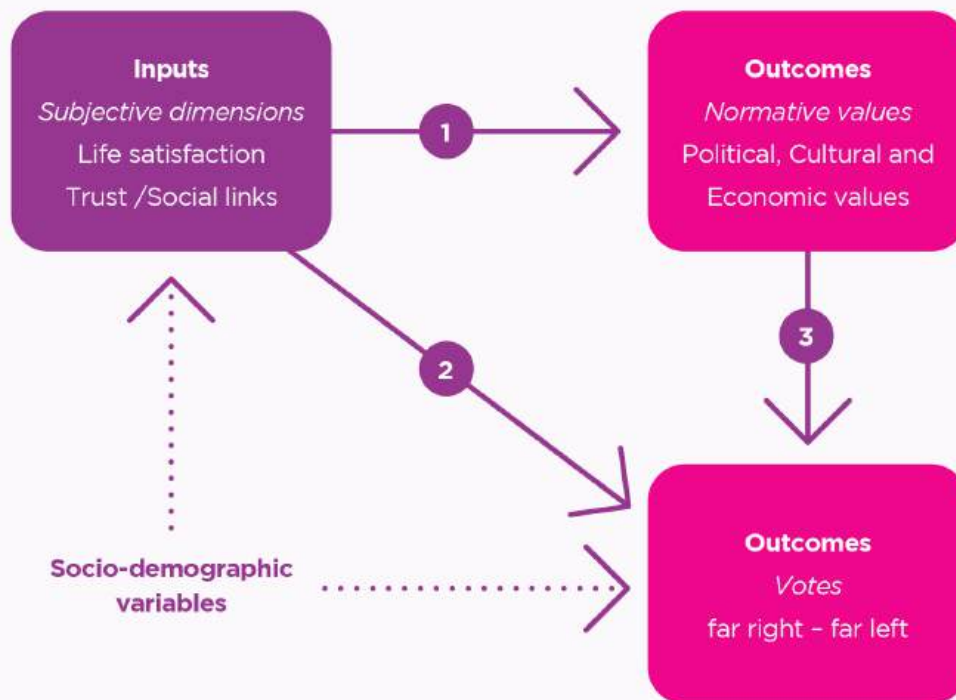 Inputs
Subjective dimensions
Life satisfaction
Trust /Social links
1
Outcomes
Normative values
Political, Cultural and
Economic values
2
3
Socio-demographic
variables
Outcomes
Votes
far right – far left